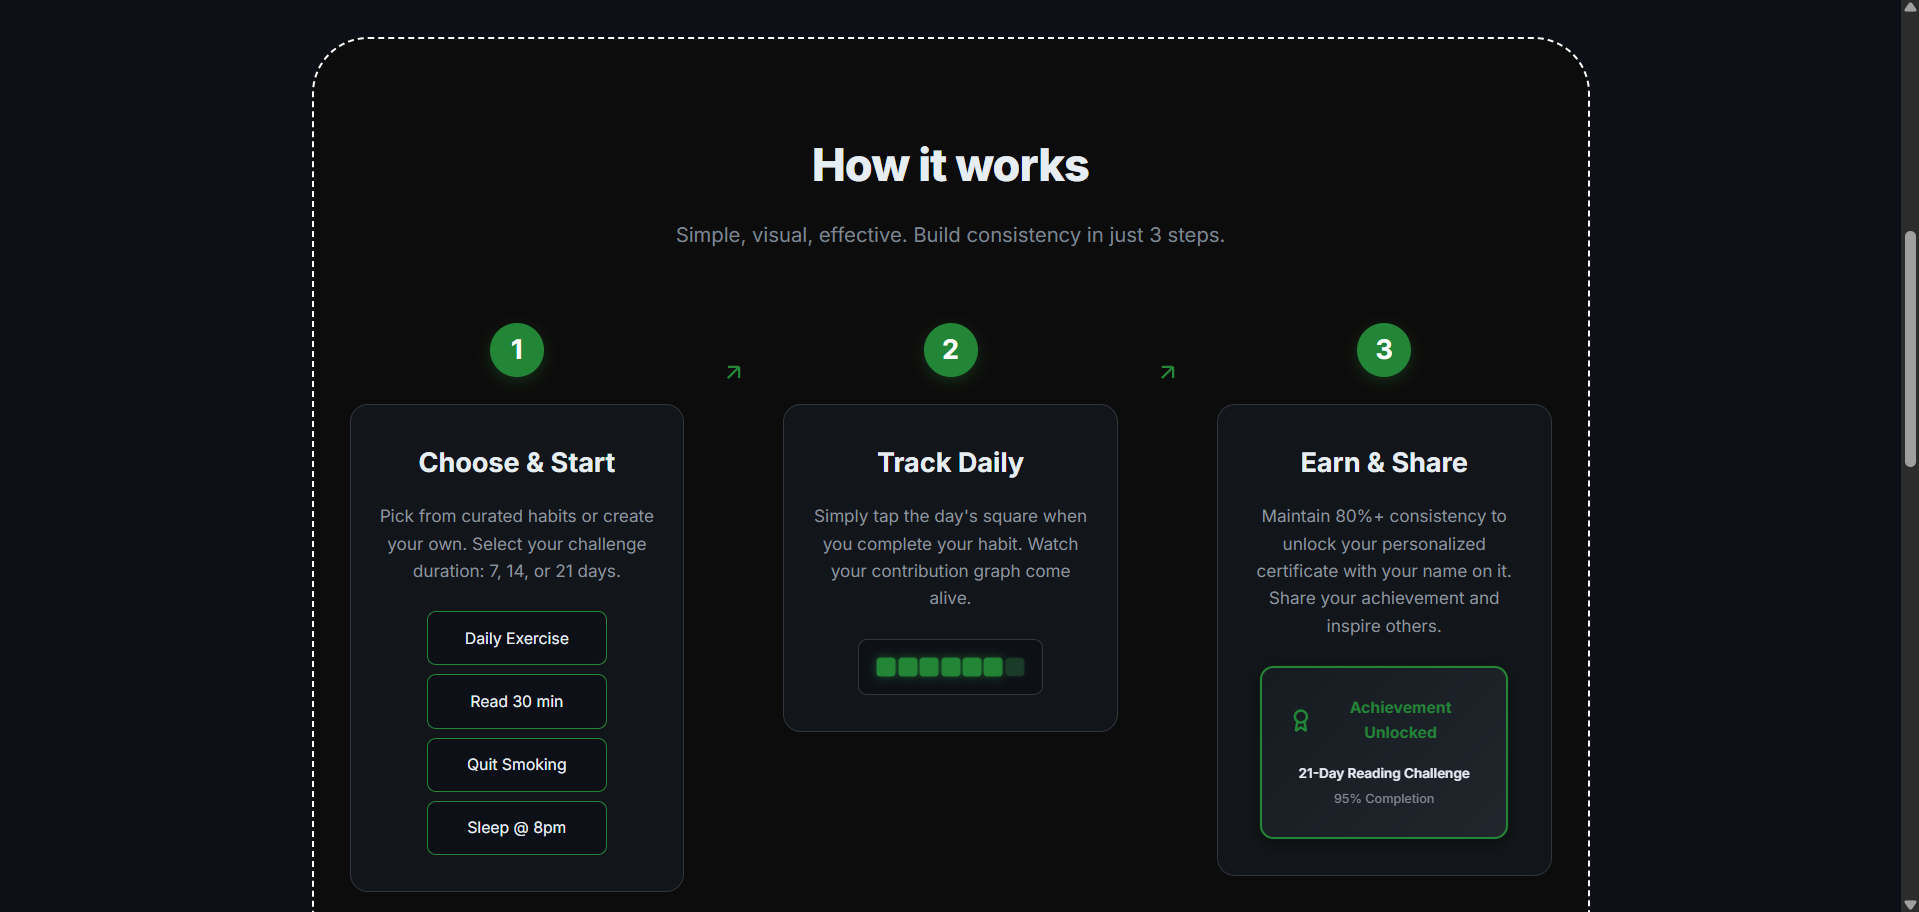 How it works
Simple, visual, effective. Build consistency in just 3 steps.
1
Choose & Start
Pick from curated habits or create
your own. Select your challenge
duration: 7, 14, or 21 days.
Daily Exercise
Read 30 min
Quit Smoking
Sleep @ 8pm
2
Track Daily
Simply tap the day's square when
you complete your habit. Watch
your contribution graph come
alive.
3
Earn & Share
Maintain 80%+ consistency to
unlock your personalized
certificate with your name on it.
Share your achievement and
inspire others.
Achievement
Unlocked
21-Day Reading Challenge
95% Completion